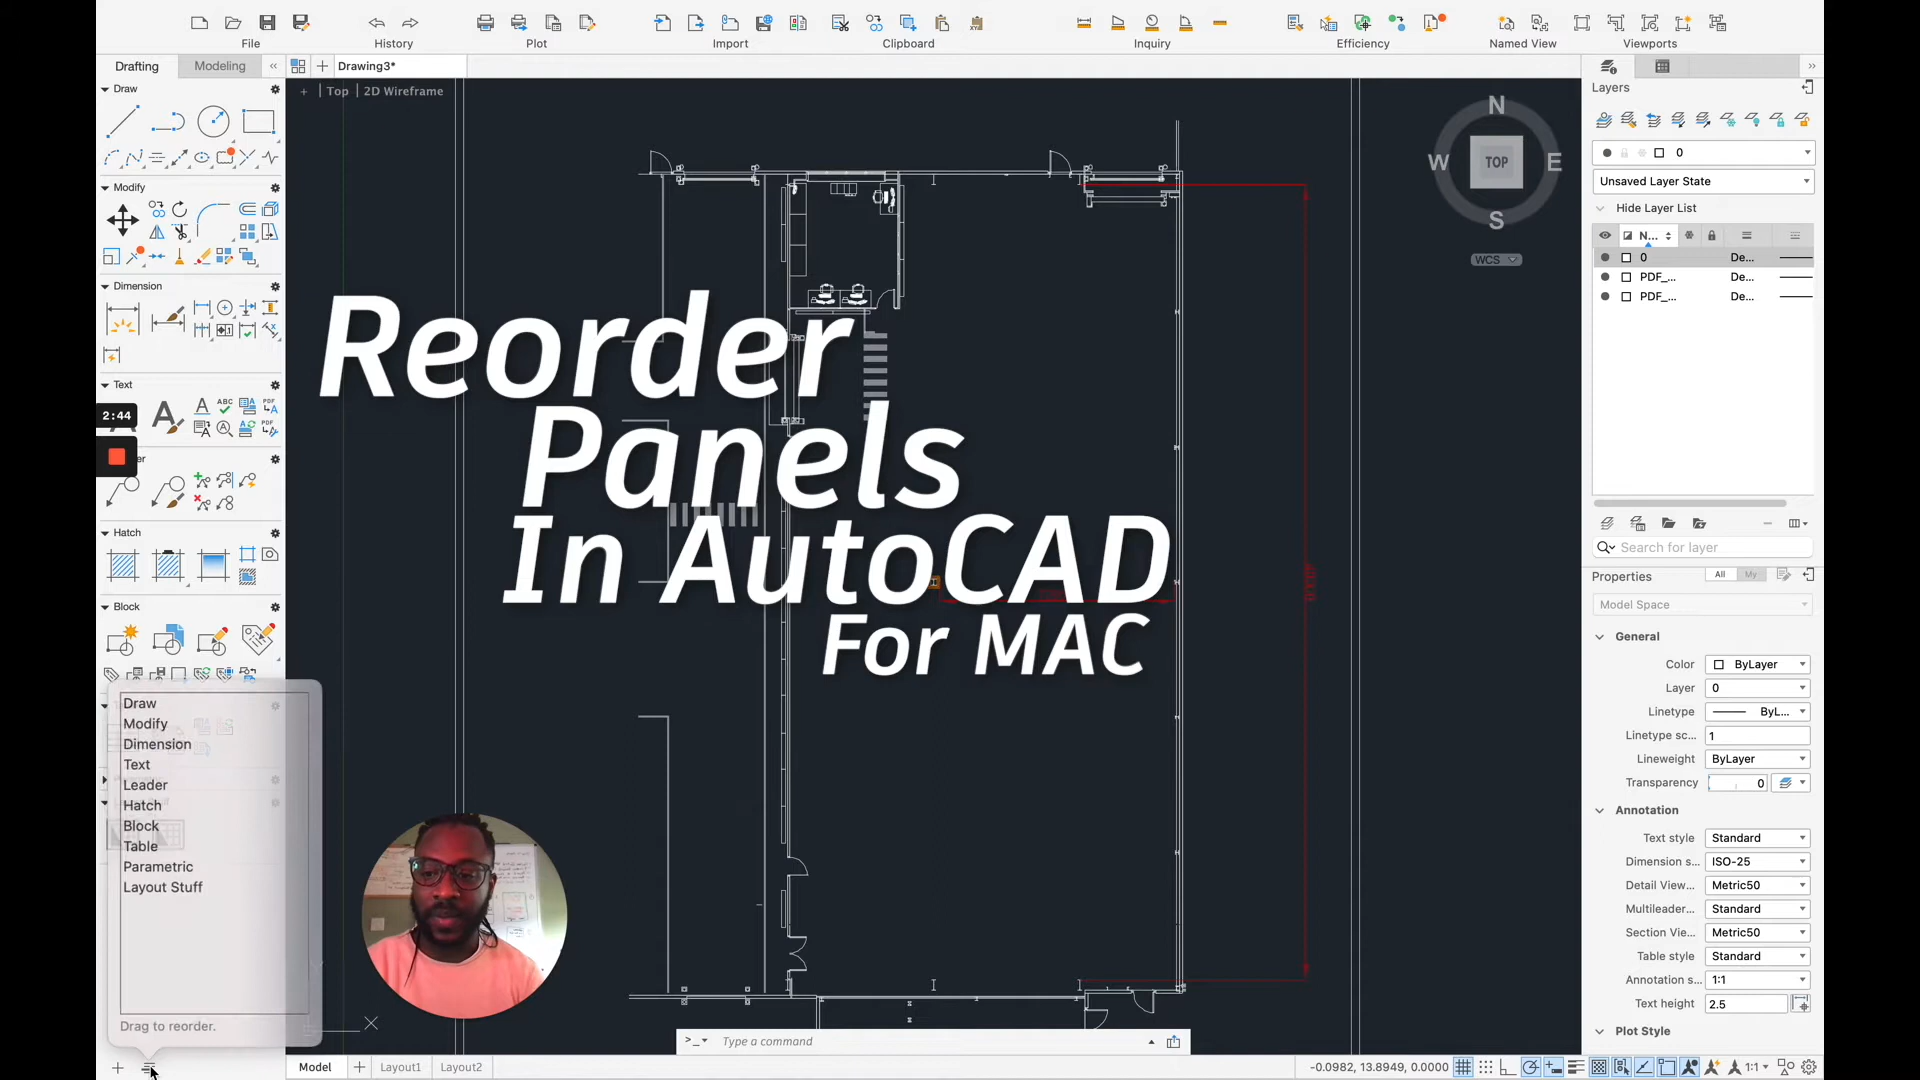 File
History
Plot
Import
Clipboard
Inquiry
Efficiency
Named View
Viewports
Drafting
Modeling
Drawing3*
Draw
Top
2D Wireframe
Layers
N
W
TOP
E
S
WCS
0
Unsaved Layer State
Hide Layer List
N...
0
De...
PDF_...
De...
PDF_...
De...
Modify
Dimension
Text
2:44
Hatch
Block
Reorder
Panels
In AutoCAD
For MAC
Draw
Modify
Dimension
Text
Leader
Hatch
Block
Table
Parametric
Layout Stuff
Drag to reorder.
Search for layer
Properties
All
My
Model Space
General
Color
ByLayer
Layer
0
Linetype
ByL...
Linetype sc...
1
Lineweight
ByLayer
Transparency
0
Annotation
Text style
Standard
Dimension s...
ISO-25
Detail View...
Metric50
Multileader...
Standard
Section Vie...
Metric50
Table style
Standard
Annotation s...
1:1
Text height
2.5
Plot Style
>_
Type a command
Model
Layout1
Layout2
-0.0982, 13.8949, 0.0000
1:1